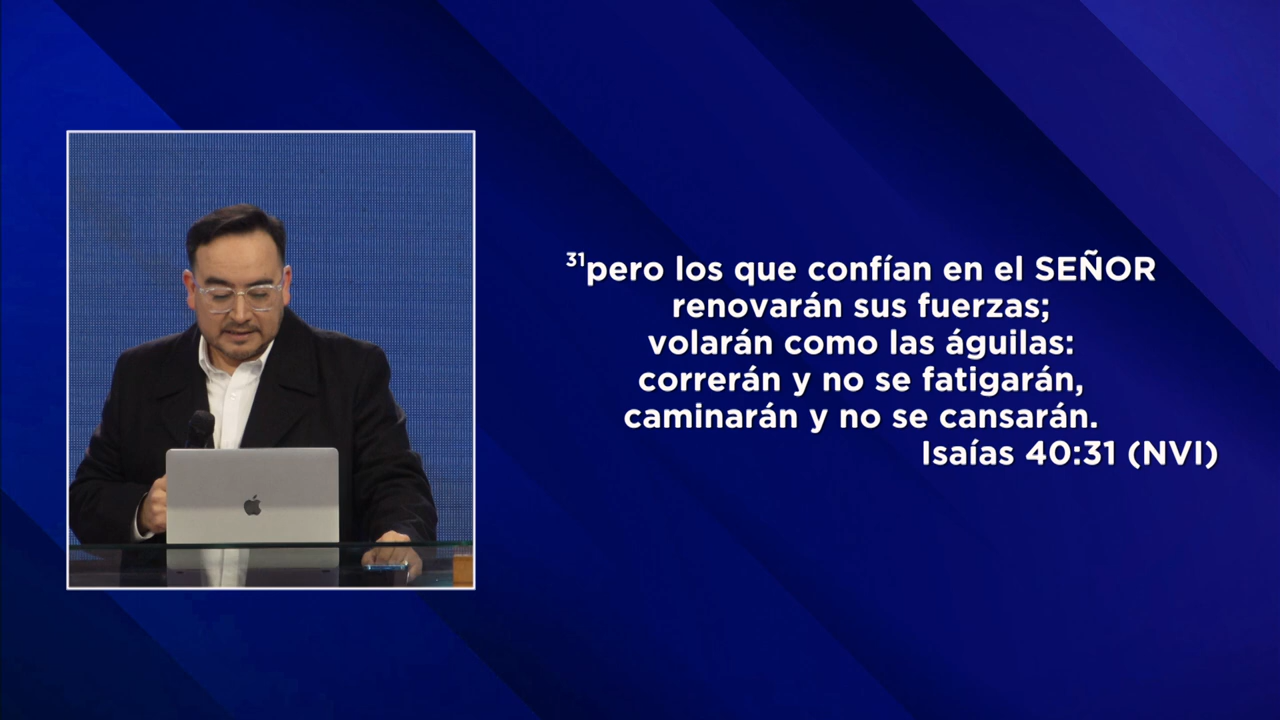 ³¹pero los que confían en el SEÑOR
renovarán sus fuerzas;
volarán como las águilas:
correrán y no se fatigarán,
caminarán y no se cansarán.
Isaías 40:31 (NVI)